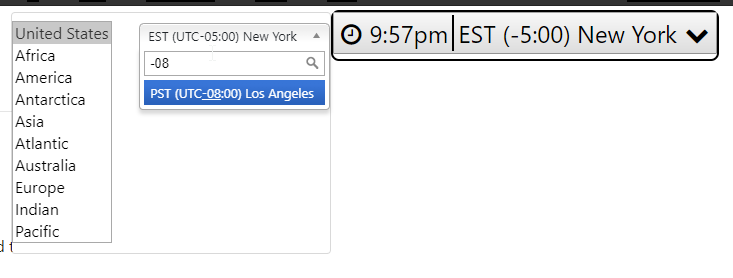 United States
Africa
America
Antarctica
Asia
Atlantic
Australia
Europe
Indian
Pacific
EST (UTC-05:00) New York
-08
PST (UTC-08:00) Los Angeles
9:57pm EST (-5:00) New York